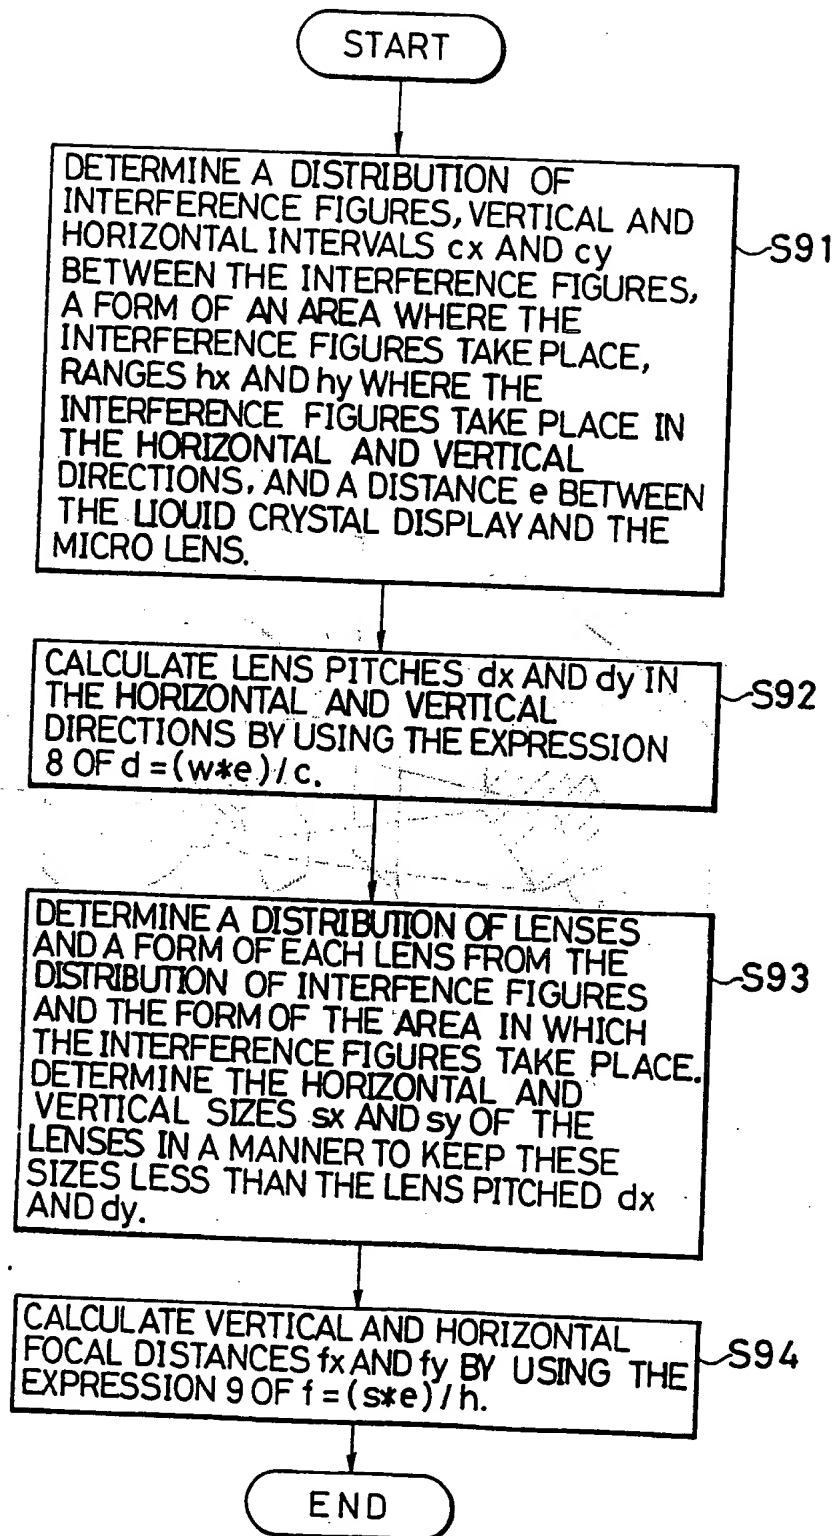 START
DETERMINE A DISTRIBUTION OF
INTERFERENCE FIGURES, VERTICAL AND
HORIZONTAL INTERVALS cx AND cy
BETWEEN THE INTERFERENCE FIGURES,
A FORM OF AN AREA WHERE THE
INTERFERENCE FIGURES TAKE PLACE,
RANGES hx AND hy WHERE THE
INTERFERENCE FIGURES TAKE PLACE IN
THE HORIZONTAL AND VERTICAL
DIRECTIONS, AND A DISTANCE e BETWEEN
THE LIOUID CRYSTAL DISPLAY AND THE
MICRO LENS.
S91
CALCULATE LENS PITCHES dx AND dy IN
THE HORIZONTAL AND VERTICAL
DIRECTIONS BY USING THE EXPRESSION
8 OF d=(w*e)/c.
S92
DETERMINE A DISTRIBUTION OF LENSES
AND A FORM OF EACH LENS FROM THE
DISTRIBUTION OF INTERFENCE FIGURES
AND THE FORM OF THE AREA IN WHICH
THE INTERFERENCE FIGURES TAKE PLACE.
DETERMINE THE HORIZONTAL AND
VERTICAL SIZES sx AND sy OF THE
LENSES IN A MANNER TO KEEP THESE
SIZES LESS THAN THE LENS PITCHED dx
AND dy.
S93
CALCULATE VERTICAL AND HORIZONTAL
FOCAL DISTANCES fx AND fy BY USING THE
EXPRESSION 9 OF f=(s*e)/h.
S94
END